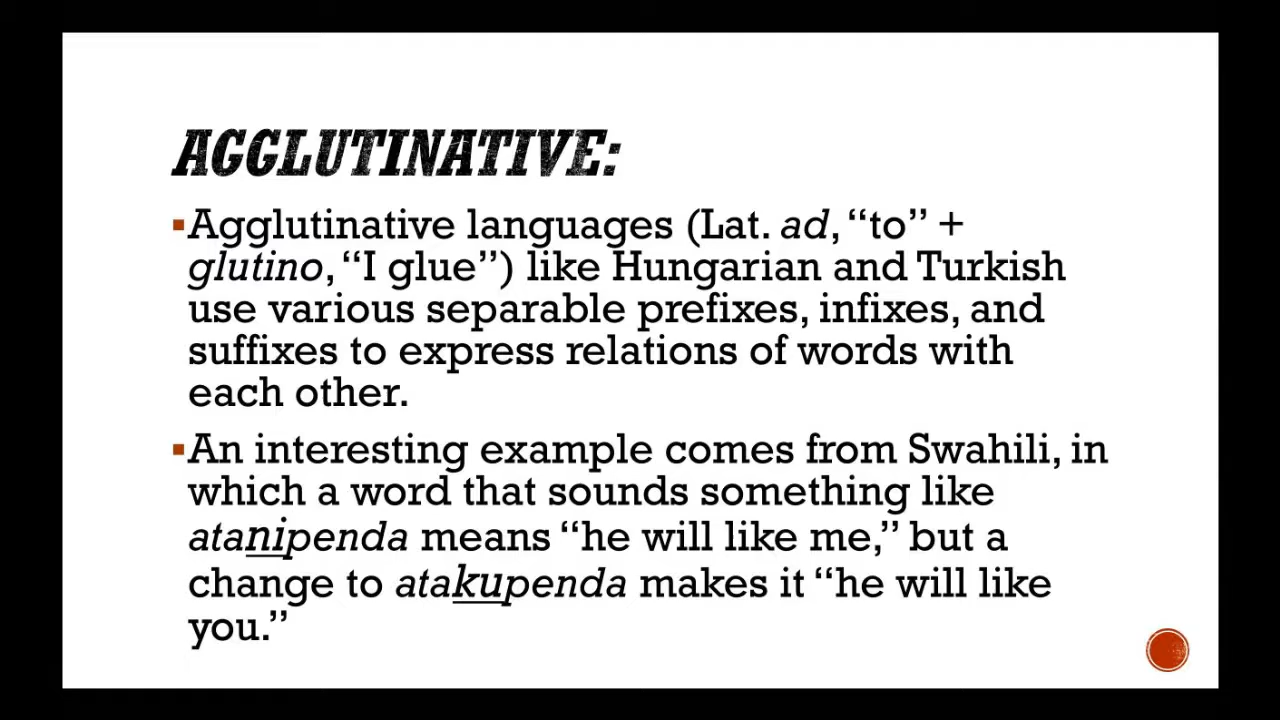 AGGLUTINATIVE:
▪Agglutinative languages (Lat. ad, “to” +
glutino, “I glue”) like Hungarian and Turkish
use various separable prefixes, infixes, and
suffixes to express relations of words with
each other.
▪An interesting example comes from Swahili, in
which a word that sounds something like
atanipenda means “he will like me,” but a
change to atakupenda makes it “he will like
you.”